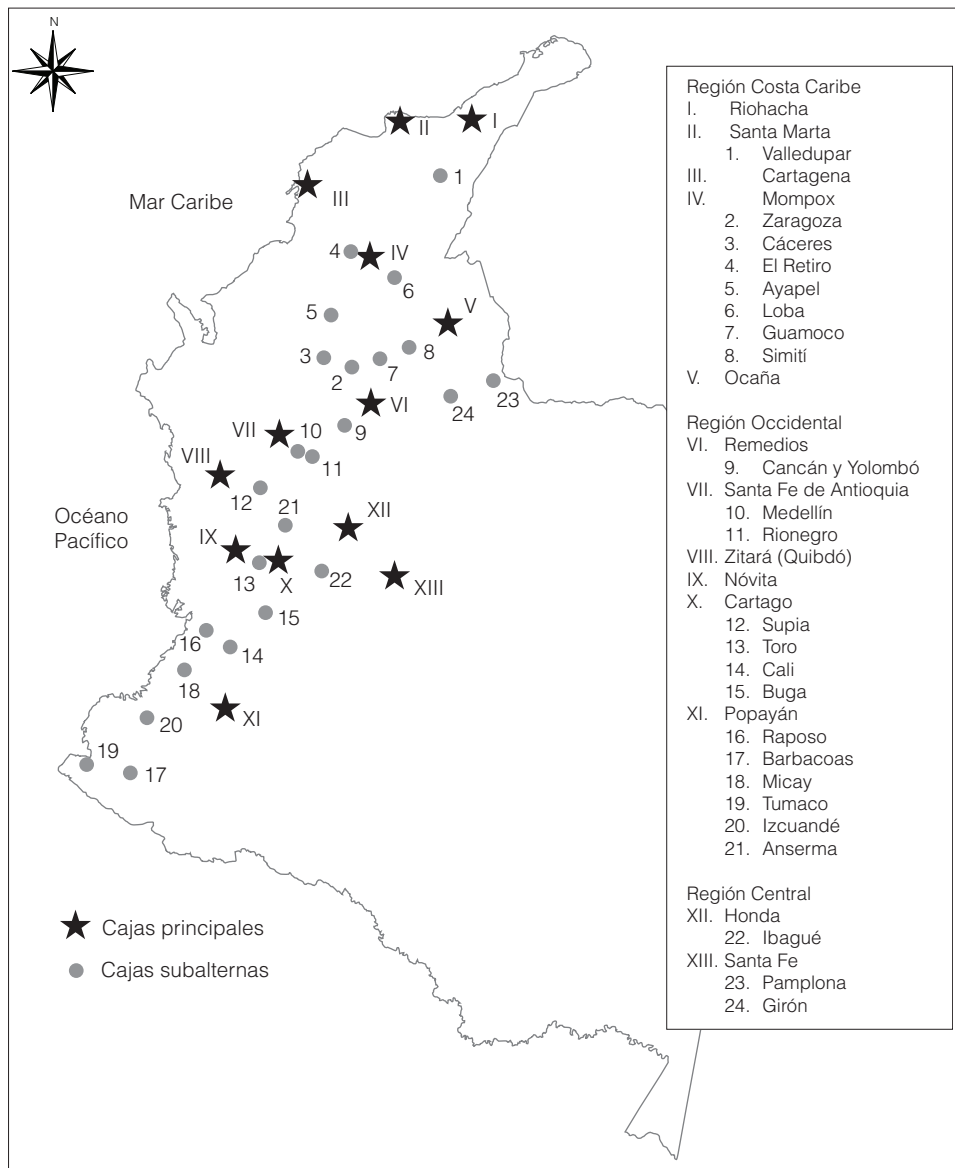 N
Mar Caribe
Océano
Pacífico
I
II
1
III
4
IV
6
V
5
8
3
2
7
23
24
VI
9
VII
10
11
VIII
12
21
XII
IX
13
X
22
XIII
15
16
14
18
XI
20
19
17
Cajas principales
Cajas subalternas
Región Costa Caribe
I. Riohacha
II. Santa Marta
1. Valledupar
III. Cartagena
IV. Mompox
2. Zaragoza
3. Cáceres
4. El Retiro
5. Ayapel
6. Loba
7. Guamoco
8. Simití
V. Ocaña
Región Occidental
VI. Remedios
9. Cancán y Yolombó
VII. Santa Fe de Antioquia
10. Medellín
11. Rionegro
VIII. Zitará (Quibdó)
IX. Nóvita
X. Cartago
12. Supia
13. Toro
14. Cali
15. Buga
XI. Popayán
16. Raposo
17. Barbacoas
18. Micay
19. Tumaco
20. Izcuandé
21. Anserma
Región Central
XII. Honda
22. Ibagué
XIII. Santa Fe
23. Pamplona
24. Girón